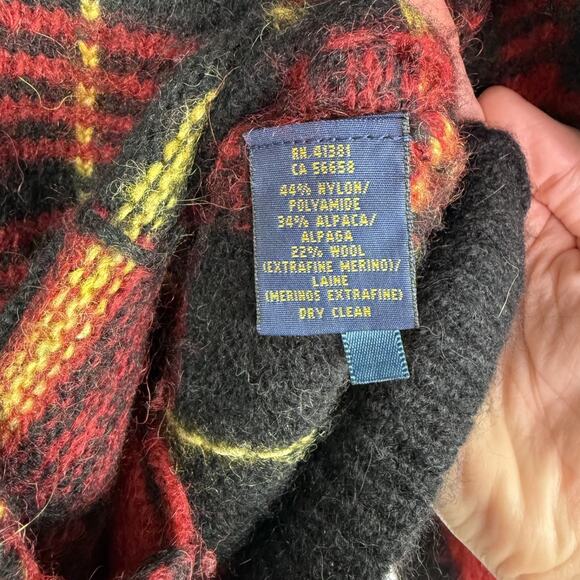 RN 41381
CA 56658
44% NYLON/
POLYAMIDE
34% ALPACA/
ALPAGA
22% WOOL
(EXTRAFINE MERINO)/
LAINE
(MERINOS EXTRAFINE)
DRY CLEAN